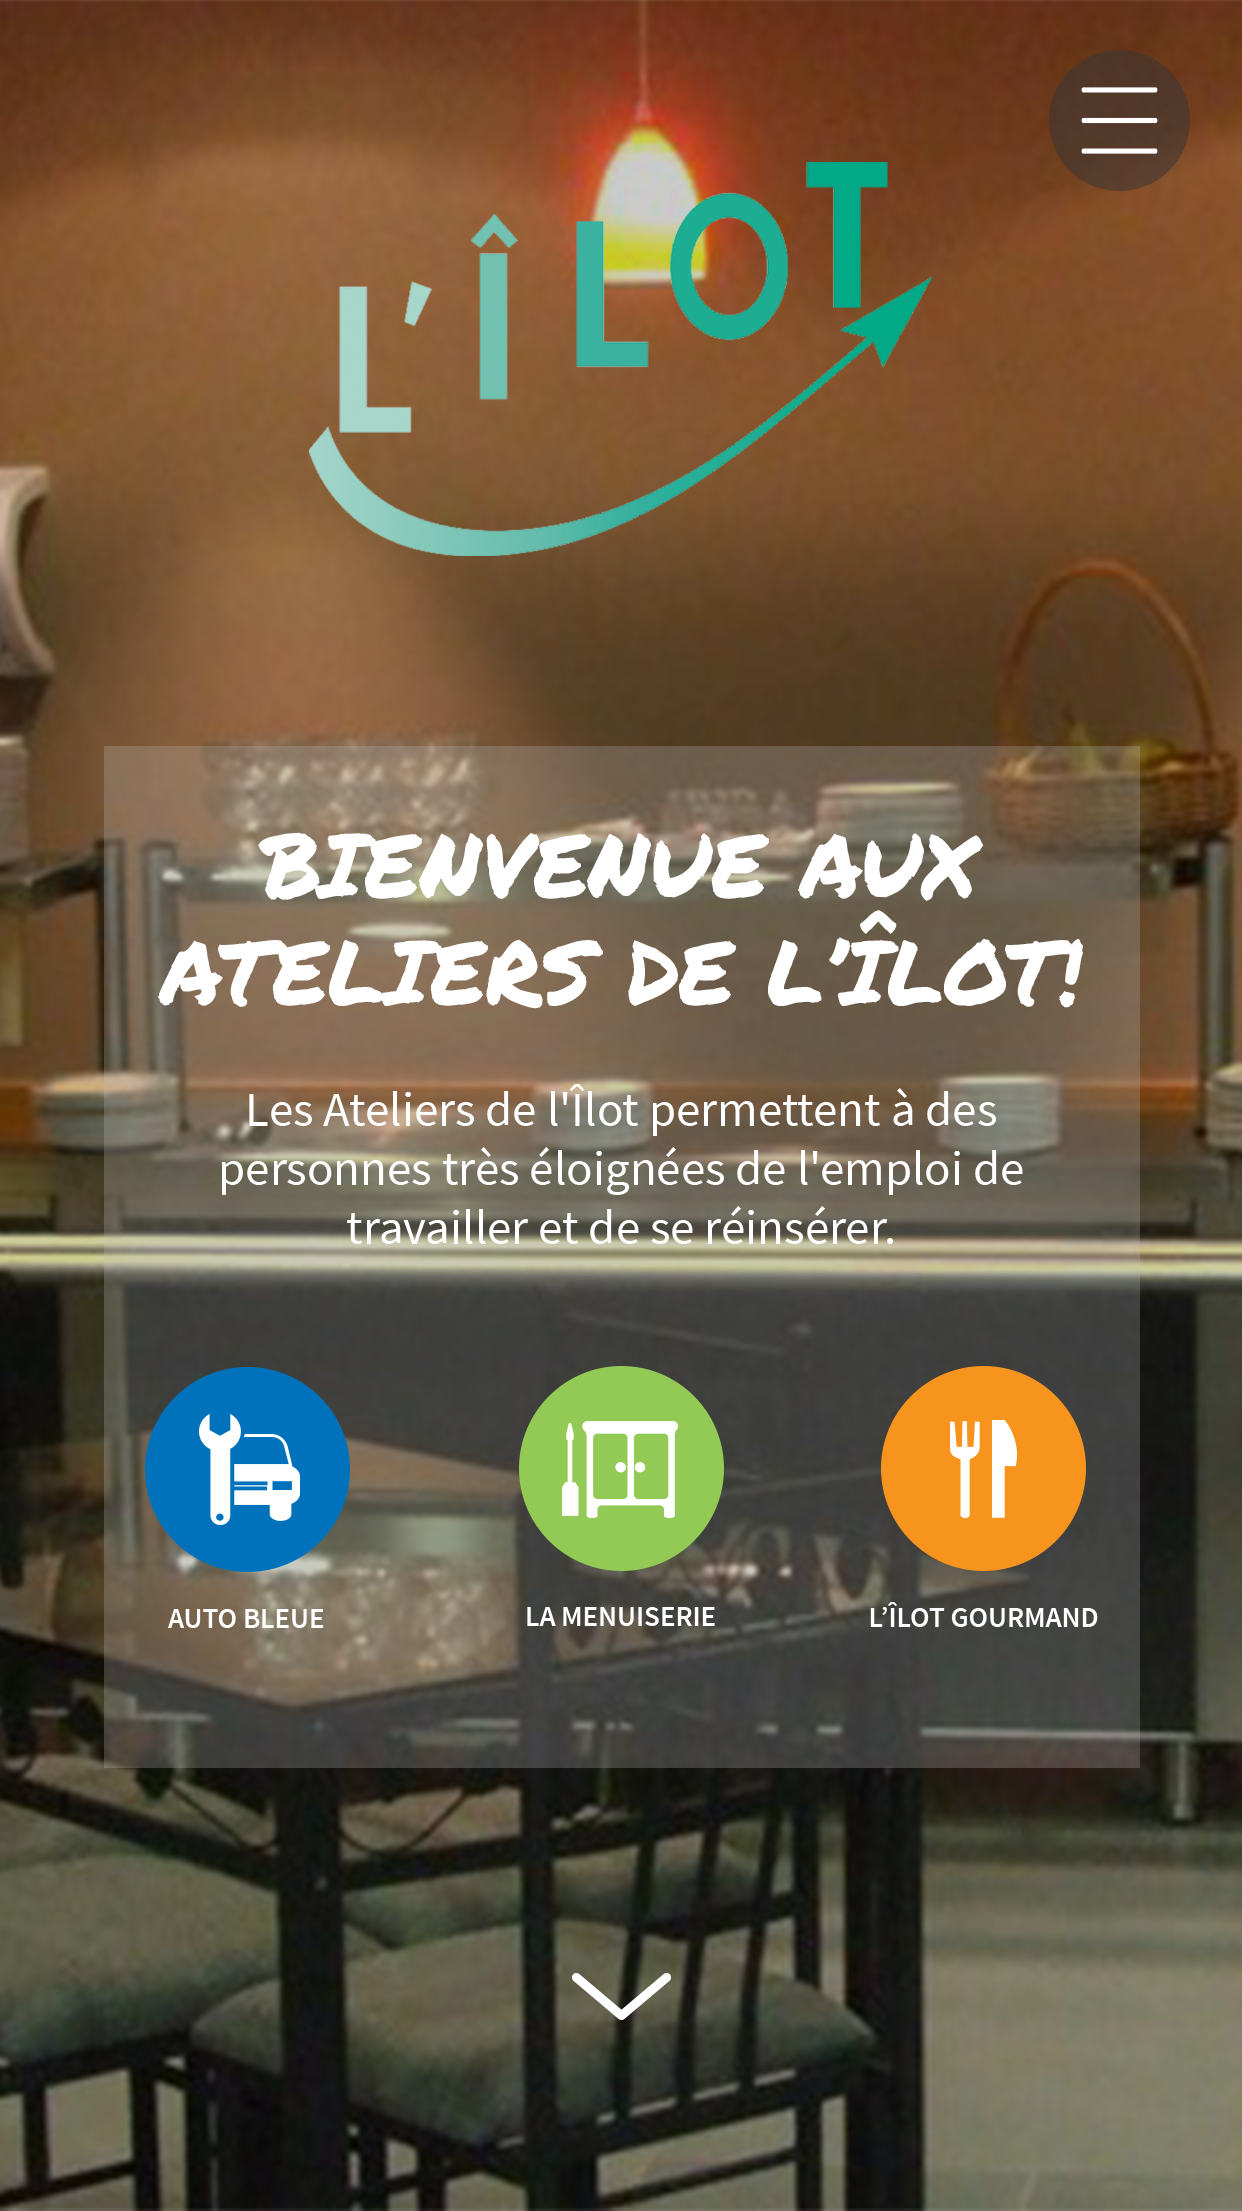 L'ÎLOT
BIENVENUE AUX
ATELIERS DE L'ÎLOT!
Les Ateliers de l'Îlot permettent à des
personnes très éloignées de l'emploi de
travailler et de se réinsérer.
AUTO BLEUE
LA MENUISERIE
L'ÎLOT GOURMAND